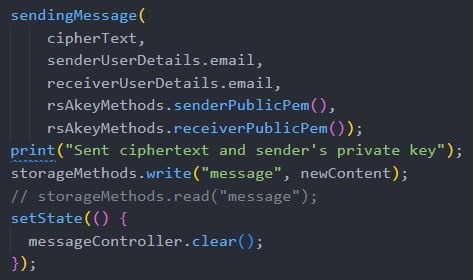 sendingMessage(
cipherText,
senderUserDetails.email,
receiverUserDetails.email,
rsAkeyMethods.senderPublicPem(),
rsAkeyMethods.receiverPublicPem());
print("Sent ciphertext and sender's private key");
storageMethods.write("message", newContent);
// storageMethods.read("message");
setState(() {
messageController.clear();
});